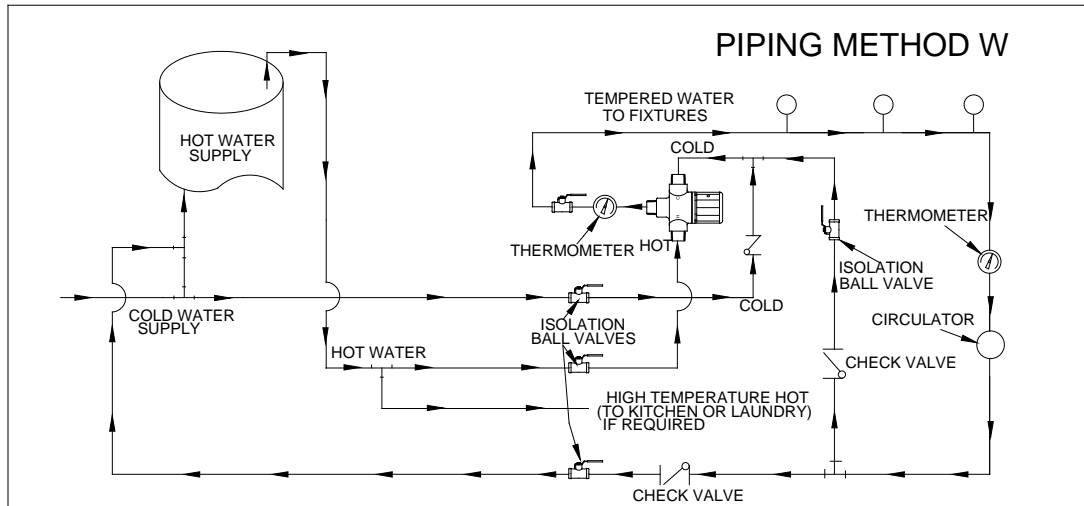 PIPING METHOD W
TEMPERED WATER
TO FIXTURES
HOT WATER
SUPPLY
COLD
THERMOMETER
HOT
THERMOMETER
ISOLATION
BALL VALVE
COLD WATER
SUPPLY
COLD
ISOLATION
BALL VALVES
CIRCULATOR
HOT WATER
CHECK VALVE
HIGH TEMPERATURE HOT
(TO KITCHEN OR LAUNDRY)
IF REQUIRED
CHECK VALVE